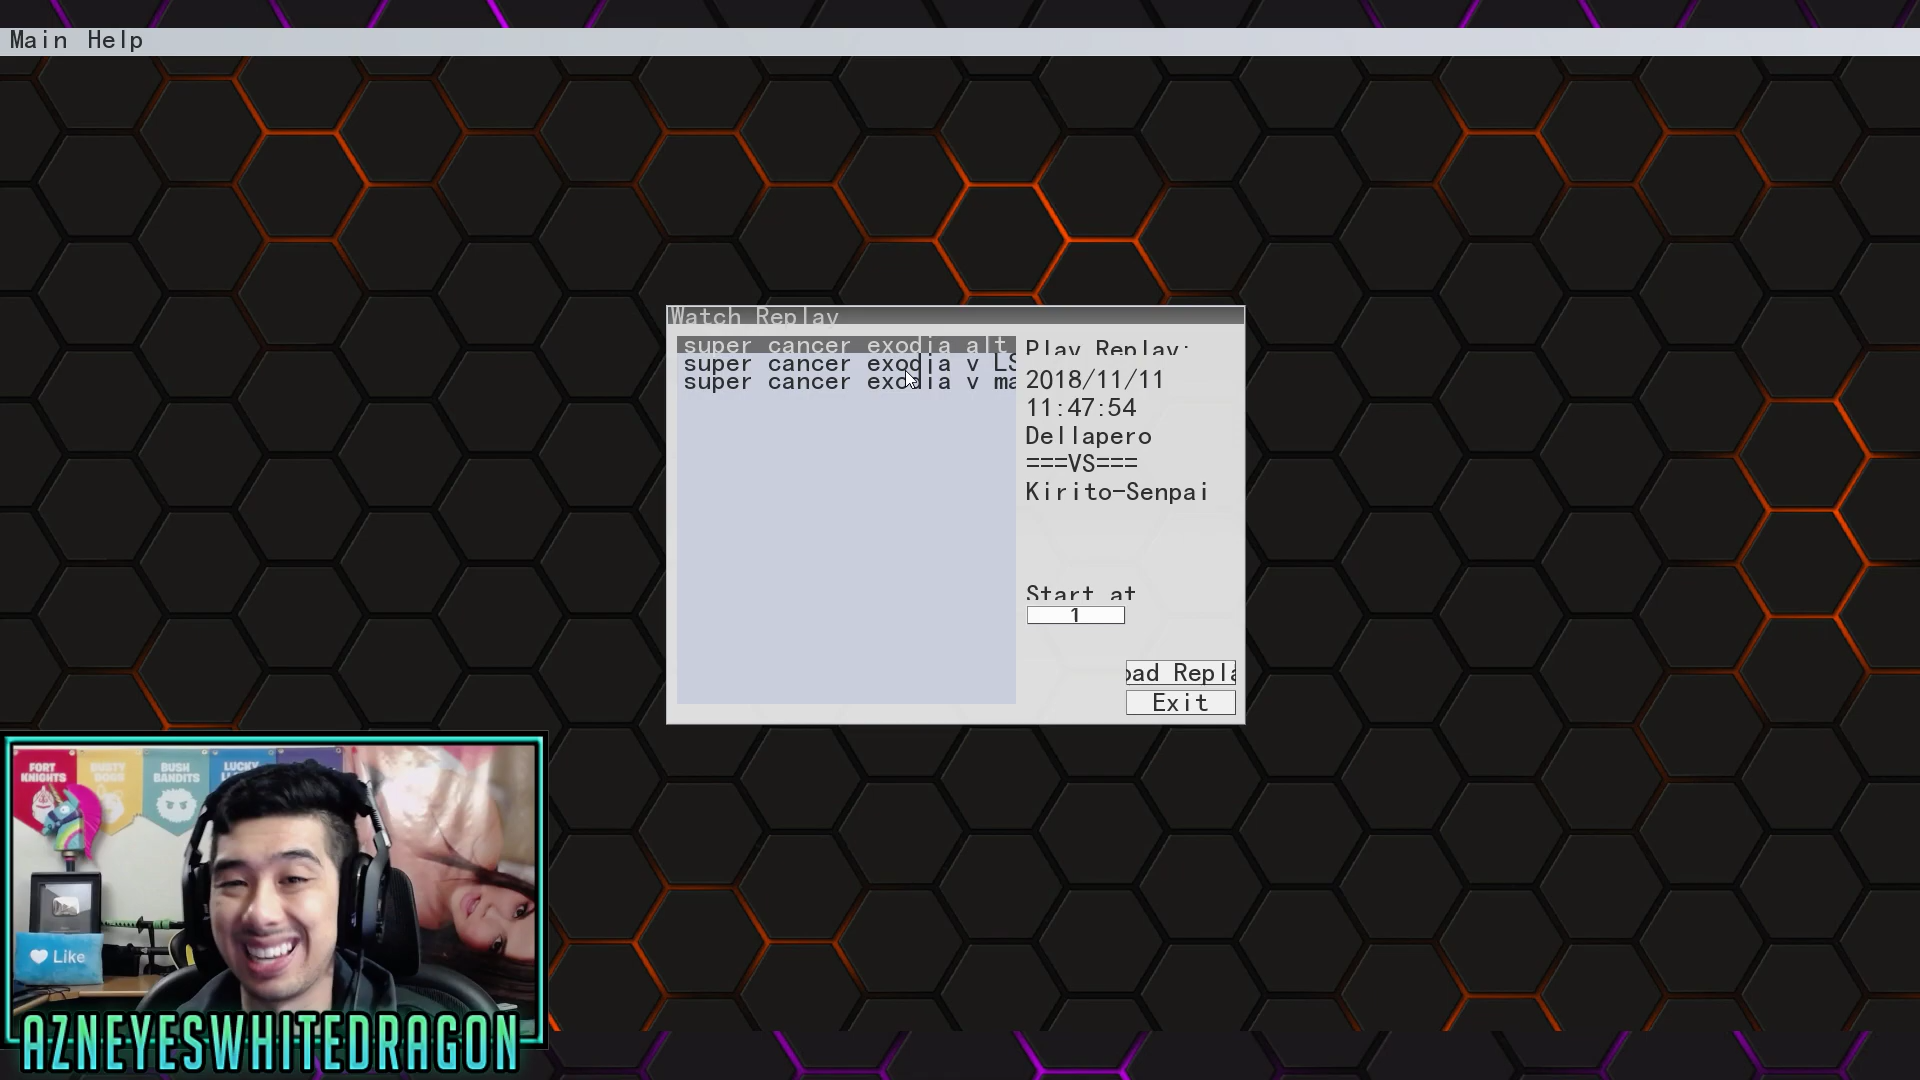 Main Help
Watch Replay
super cancer exodia alt
super cancer exodia v LS
super cancer exodia v ma
Play Replay:
2018/11/11
11:47:54
Dellapero
===VS===
Kirito-Senpai
Start at
1
oad Repla
Exit
FORT KNIGHTS
DUSTY DOGS
BUSH BANDITS
LUCKY
Like
AZNEYESWHITEDRAGON